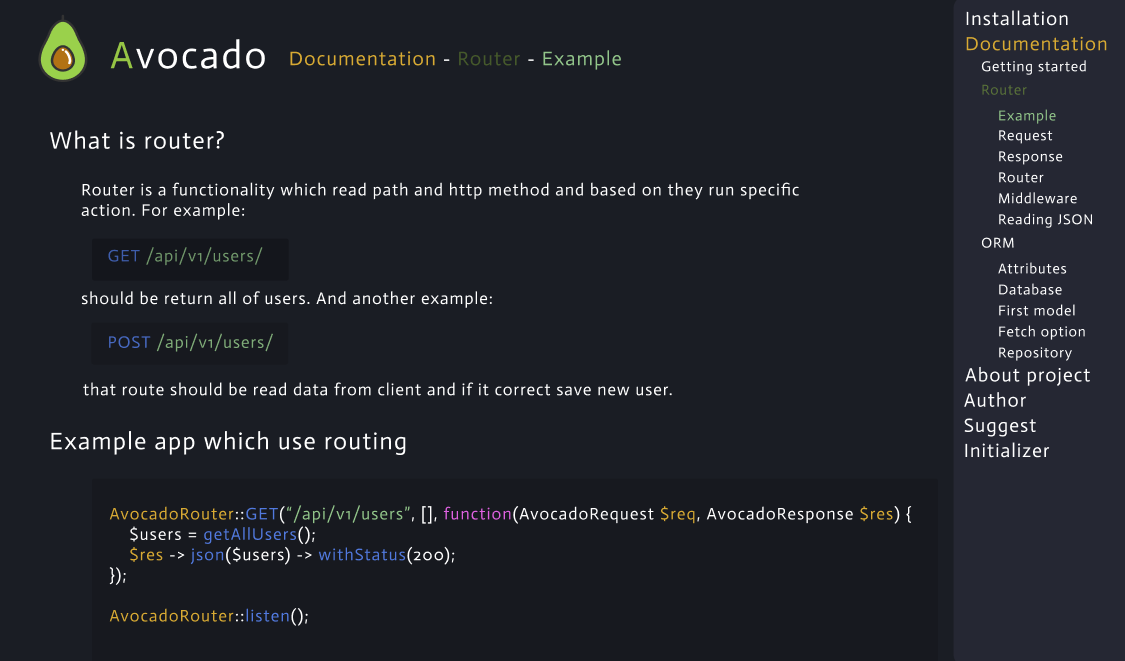 Avocado Documentation - Router - Example
What is router?
Router is a functionality which read path and http method and based on they run specific
action. For example:
GET /api/v1/users/
should be return all of users. And another example:
POST /api/v1/users/
that route should be read data from client and if it correct save new user.
Example app which use routing
AvocadoRouter::GET(“/api/v1/users”, [], function(AvocadoRequest $req, AvocadoResponse $res) {
$users = getAllUsers();
$res -> json($users) -> withStatus(200);
});
AvocadoRouter::listen();
Installation
Documentation
Getting started
Router
Example
Request
Response
Router
Middleware
Reading JSON
ORM
Attributes
Database
First model
Fetch option
Repository
About project
Author
Suggest
Initializer